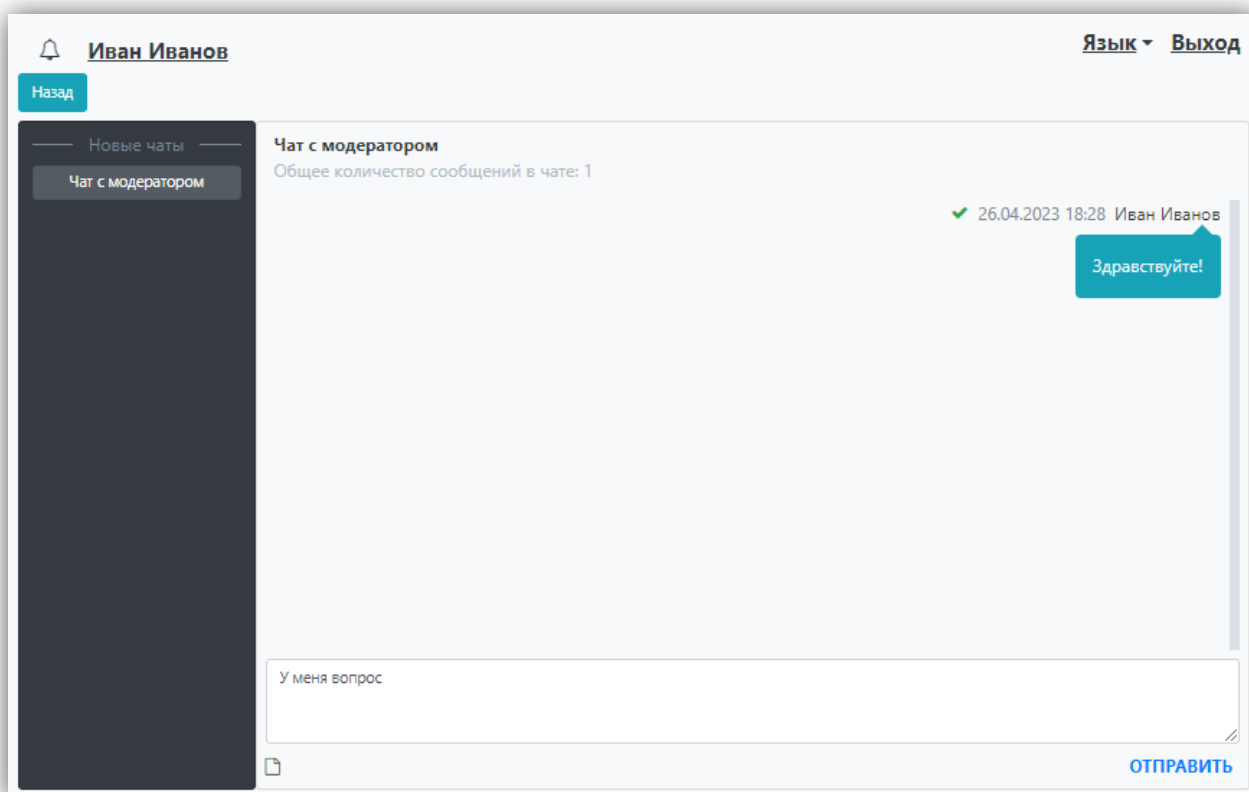 Иван Иванов
Язык Выход
Назад
Новые чаты
Чат с модератором
Чат с модератором
Общее количество сообщений в чате: 1
26.04.2023 18:28 Иван Иванов
Здравствуйте!
У меня вопрос
ОТПРАВИТЬ